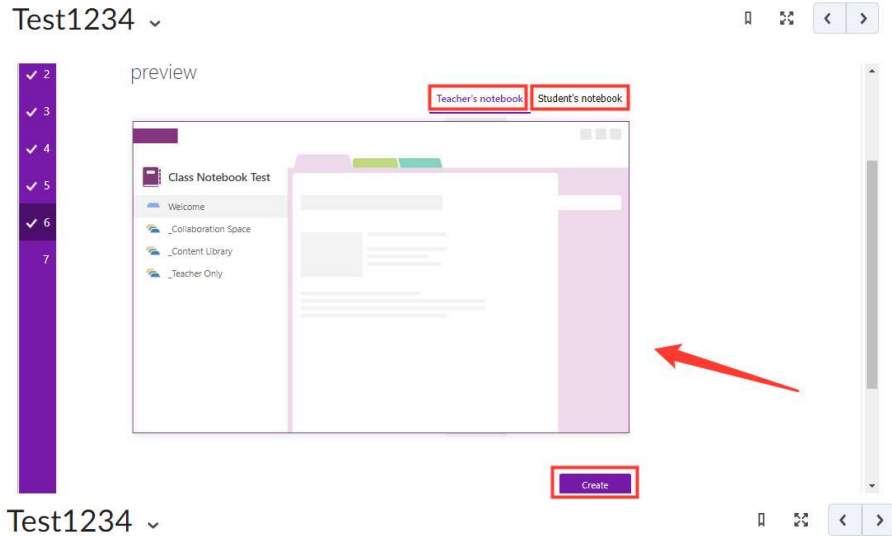 Test1234
2
preview
Teacher's notebook Student's notebook
3
4
Class Notebook Test
5
Welcome
6
_Collaboration Space
_Content Library
7
_Teacher Only
Create
Test1234